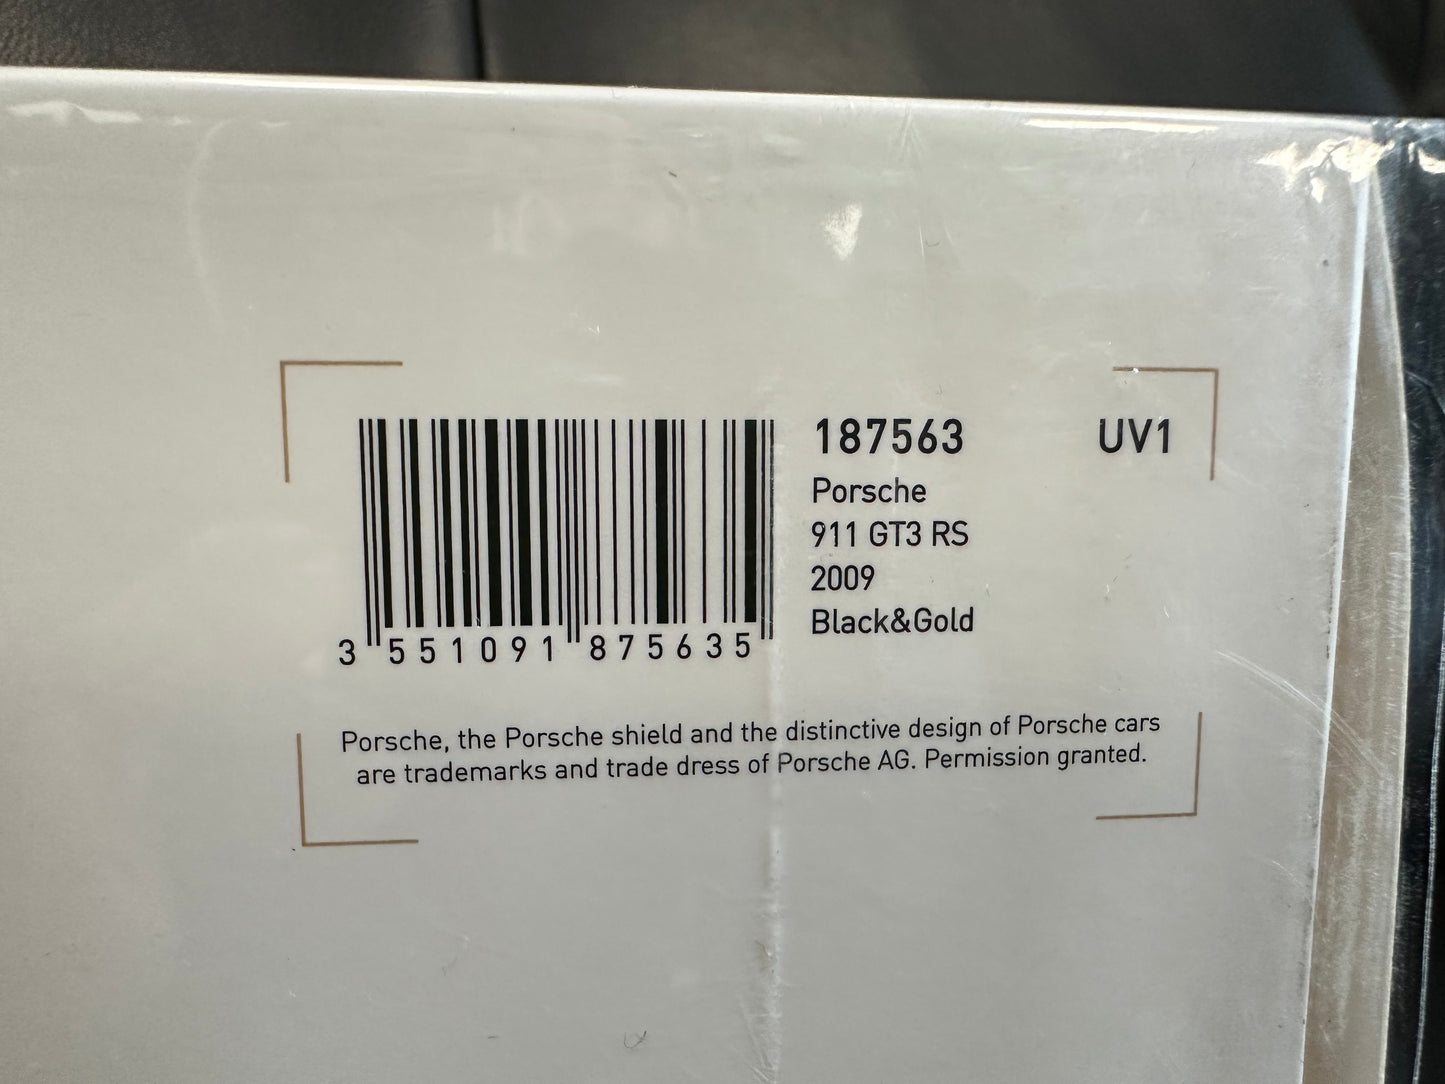 187563 UV1
Porsche
911 GT3 RS
2009
Black&Gold
3 551091 875635
Porsche, the Porsche shield and the distinctive design of Porsche cars
are trademarks and trade dress of Porsche AG. Permission granted.